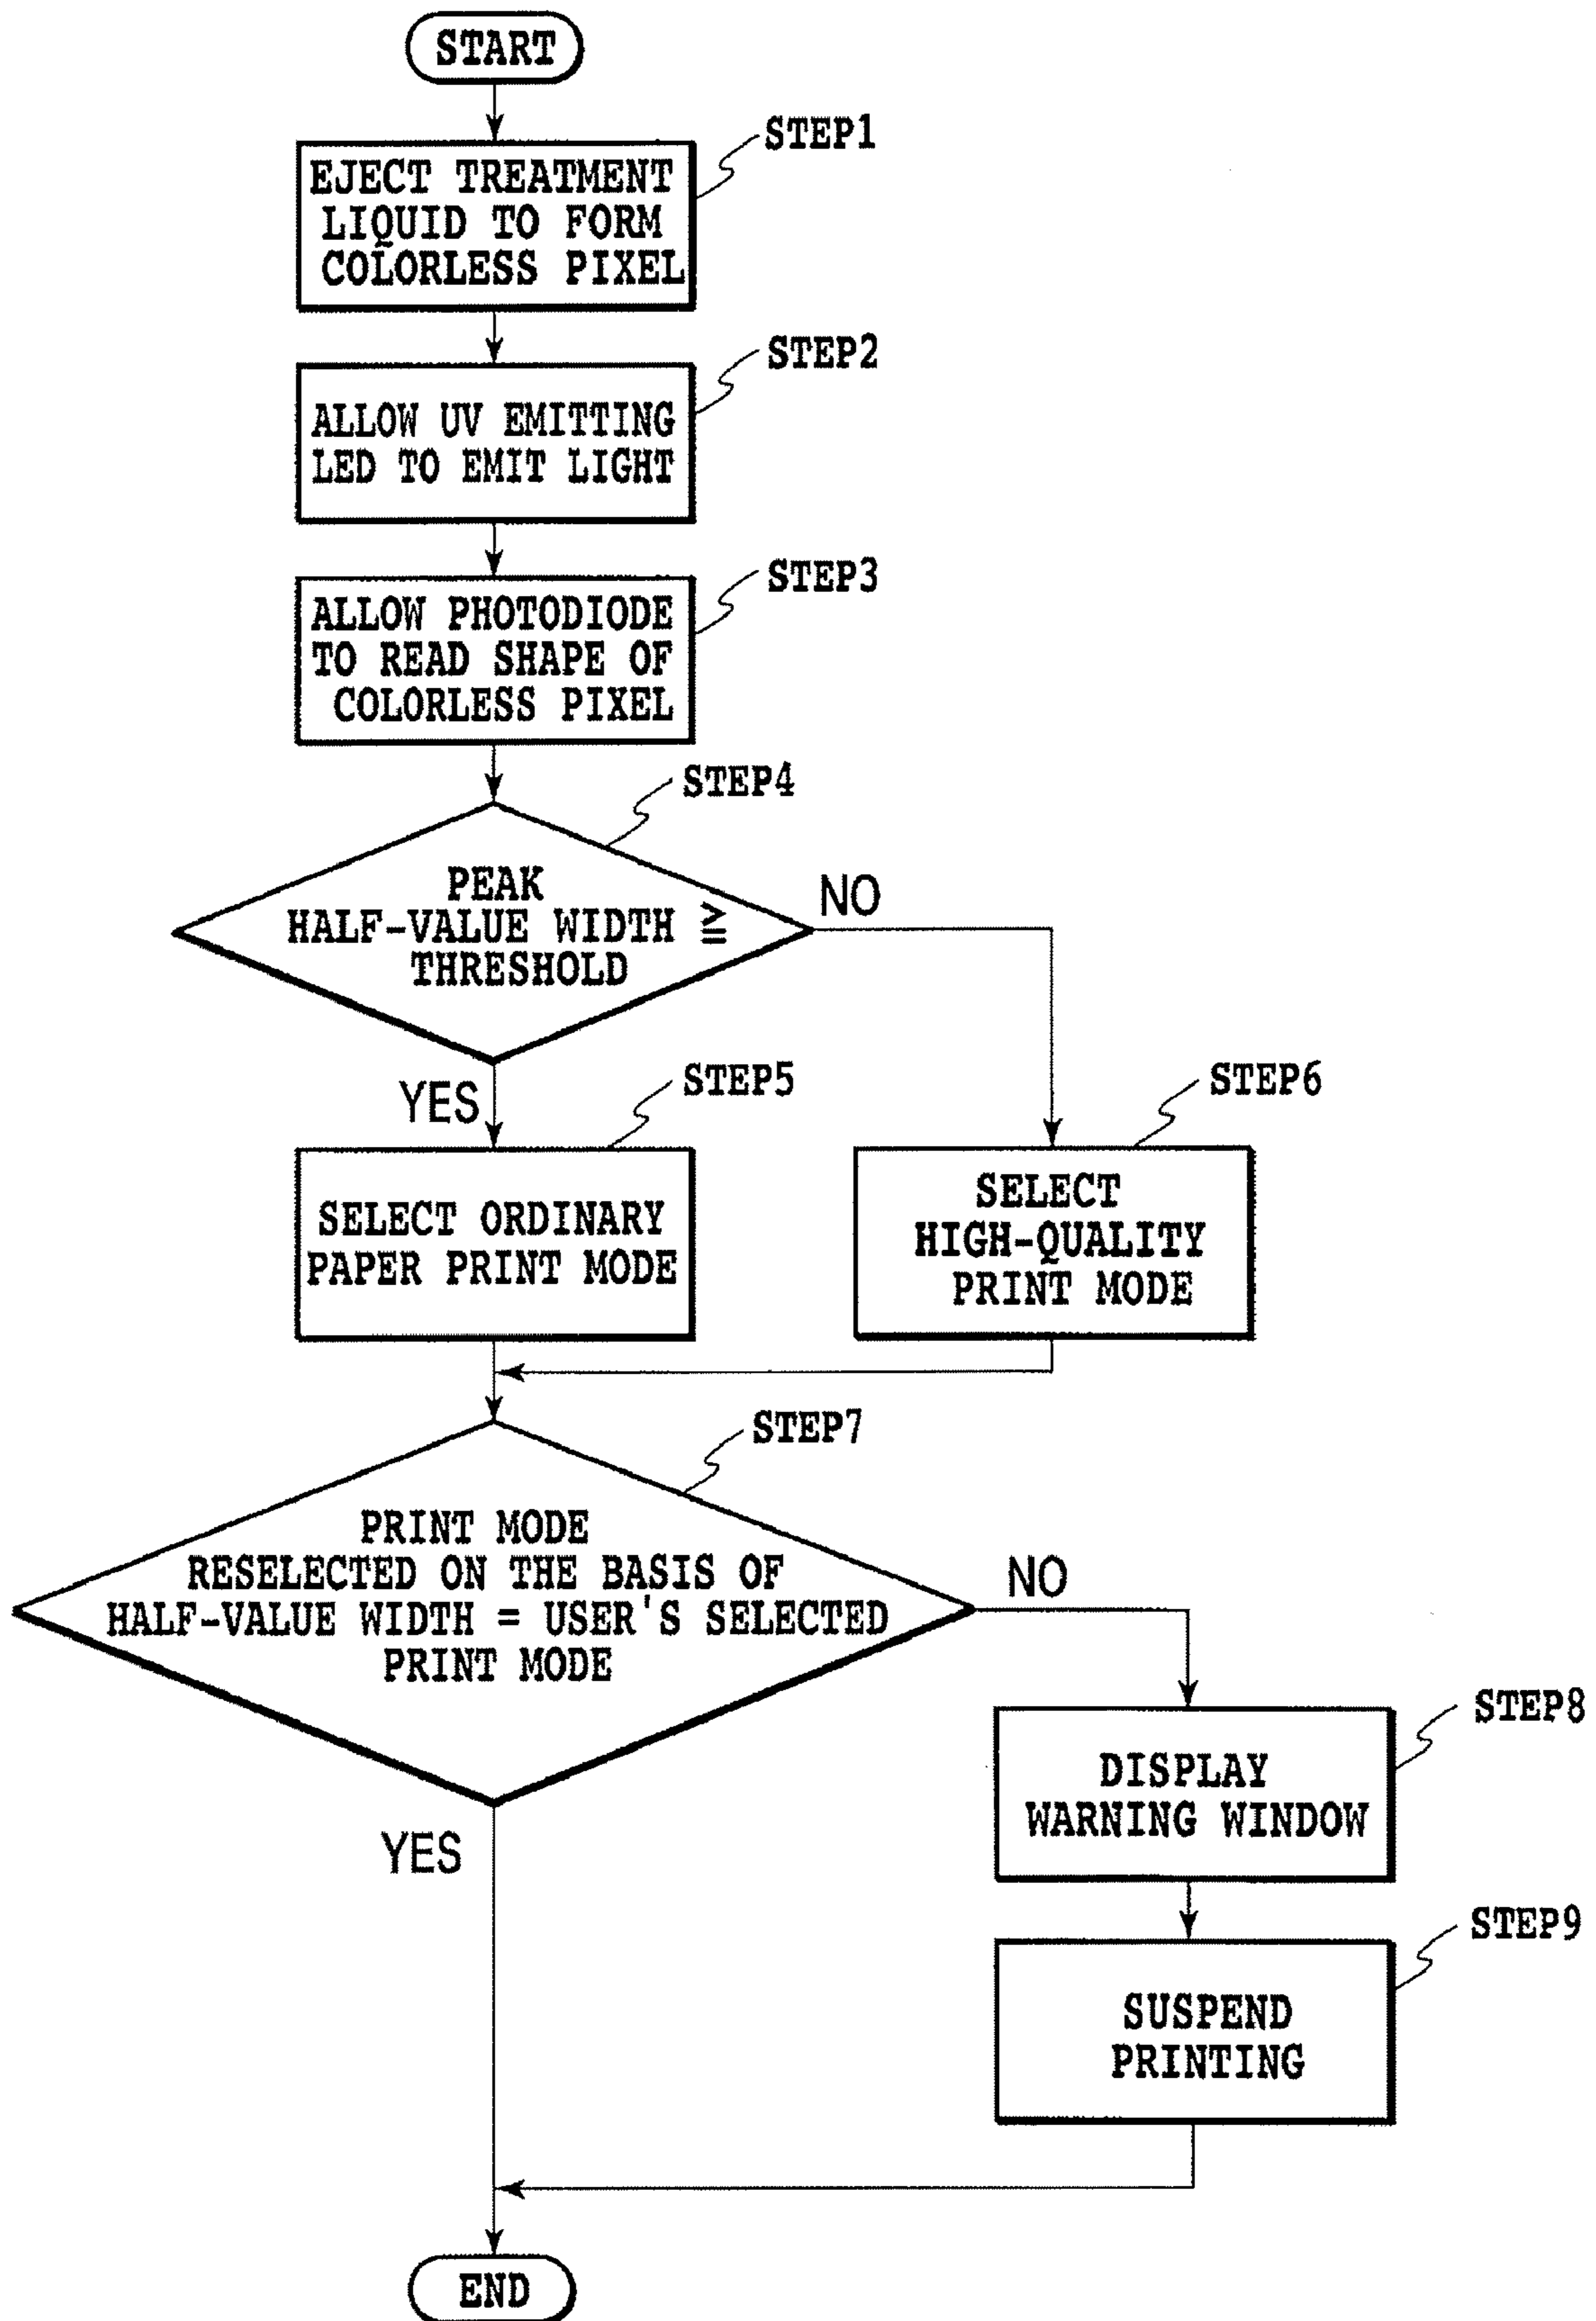 START
STEP1
EJECT TREATMENT
LIQUID TO FORM
COLORLESS PIXEL
STEP2
ALLOW UV EMITTING
LED TO EMIT LIGHT
STEP3
ALLOW PHOTODIODE
TO READ SHAPE OF
COLORLESS PIXEL
STEP4
PEAK
HALF-VALUE WIDTH ≧
THRESHOLD
NO
YES
STEP5
SELECT ORDINARY
PAPER PRINT MODE
STEP6
SELECT
HIGH-QUALITY
PRINT MODE
STEP7
PRINT MODE
RESELECTED ON THE BASIS OF
HALF-VALUE WIDTH = USER'S SELECTED
PRINT MODE
NO
YES
STEP8
DISPLAY
WARNING WINDOW
STEP9
SUSPEND
PRINTING
END